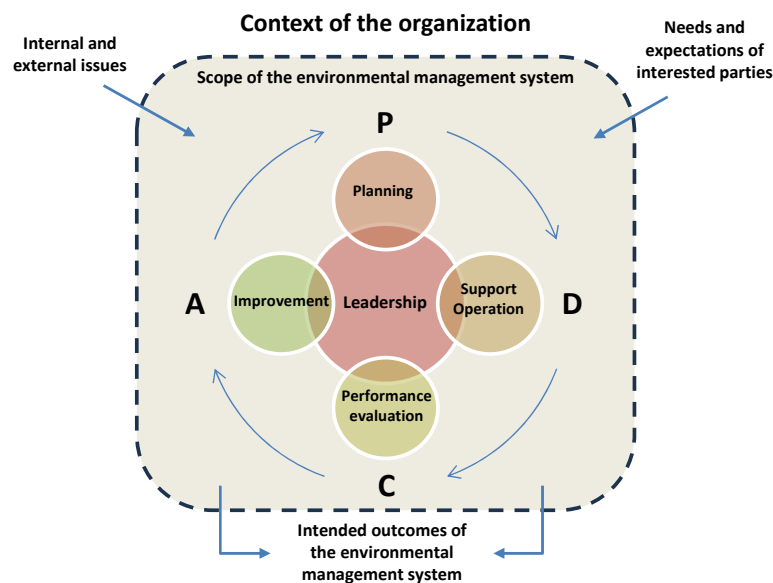 Context of the organization
Internal and
external issues
Needs and
expectations of
interested parties
Scope of the environmental management system
P
Planning
A
Improvement
Leadership
Support
Operation
D
Performance
evaluation
C
Intended outcomes of
the environmental
management system